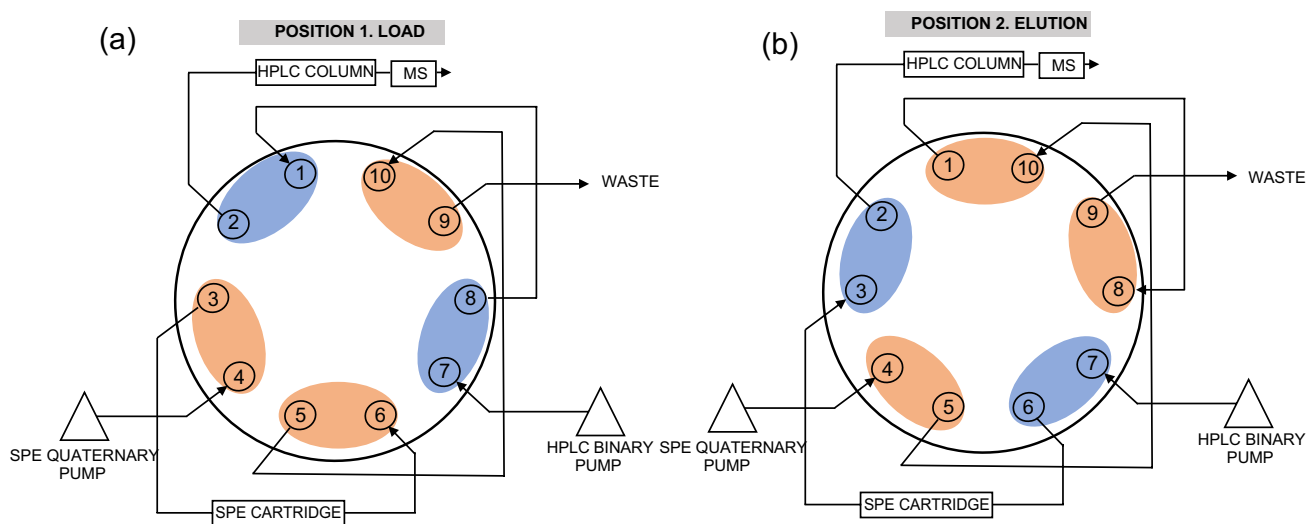 (a)
POSITION 1. LOAD
HPLC COLUMN
MS
1
10
2
9
WASTE
3
8
4
7
5
6
SPE QUATERNARY
PUMP
HPLC BINARY
PUMP
SPE CARTRIDGE
(b)
POSITION 2. ELUTION
HPLC COLUMN
MS
1
10
2
9
WASTE
3
8
4
7
5
6
SPE QUATERNARY
PUMP
HPLC BINARY
PUMP
SPE CARTRIDGE